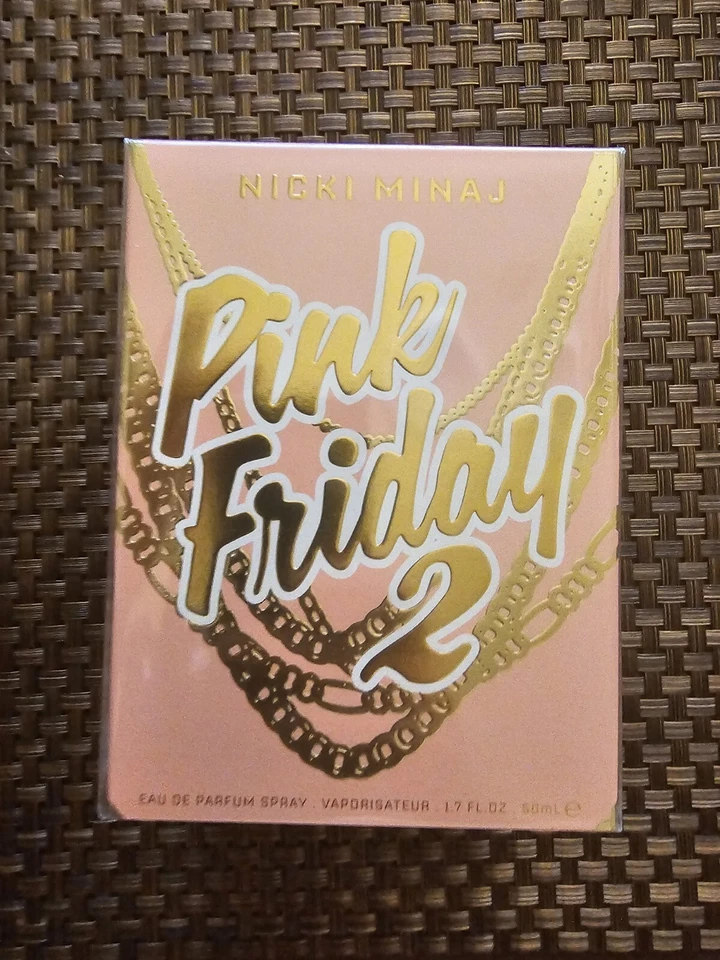 NICKI MINAJ
Pink
Friday
2
EAU DE PARFUM SPRAY . VAPORISATEUR . 1.7 FL.OZ . 50mL ℮